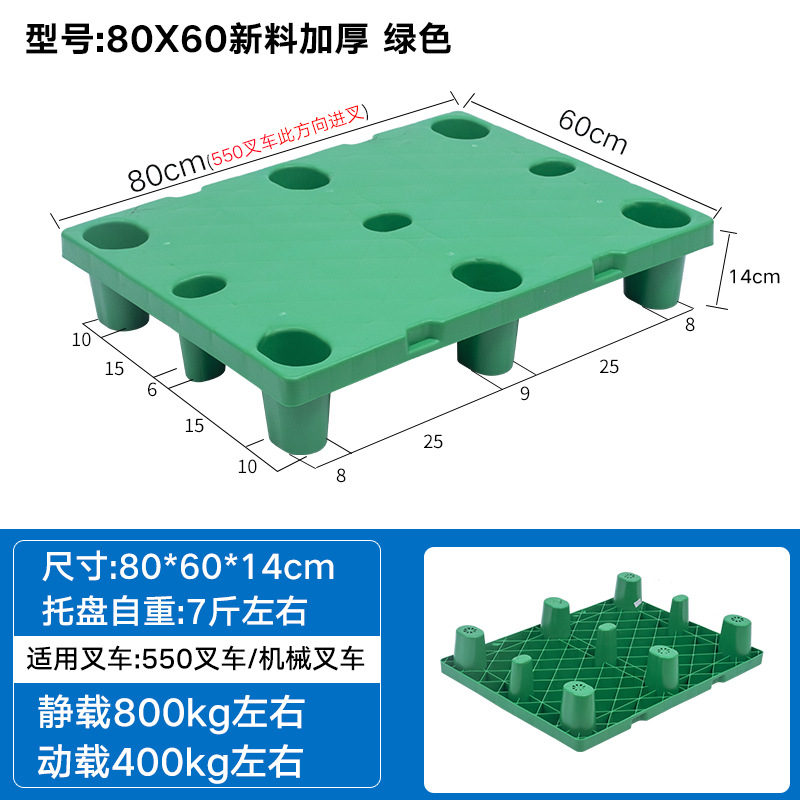 型号:80X60新料加厚 绿色
80cm(550叉车此方向进叉)
60cm
14cm
10
15
6
15
10
8
25
9
25
8
尺寸:80*60*14cm
托盘自重:7斤左右
适用叉车:550叉车/机械叉车
静载800kg左右
动载400kg左右